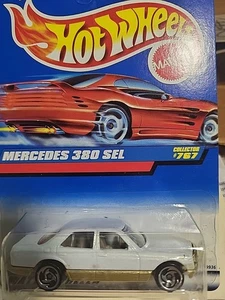 Hot Wheels
MATTEL
COLLECTOR
MERCEDES 380 SEL
#767